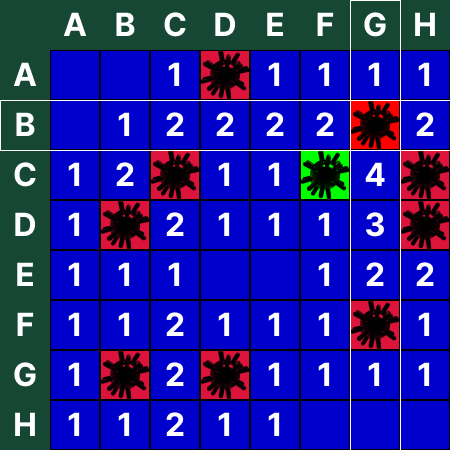 A B C D E F G H
A 1 1 1 1 1
B 1 2 2 2 2 2
C 1 2 1 1 4
D 1 2 1 1 1 3
E 1 1 1 1 2 2
F 1 1 2 1 1 1 1
G 1 2 1 1 1 1
H 1 1 2 1 1